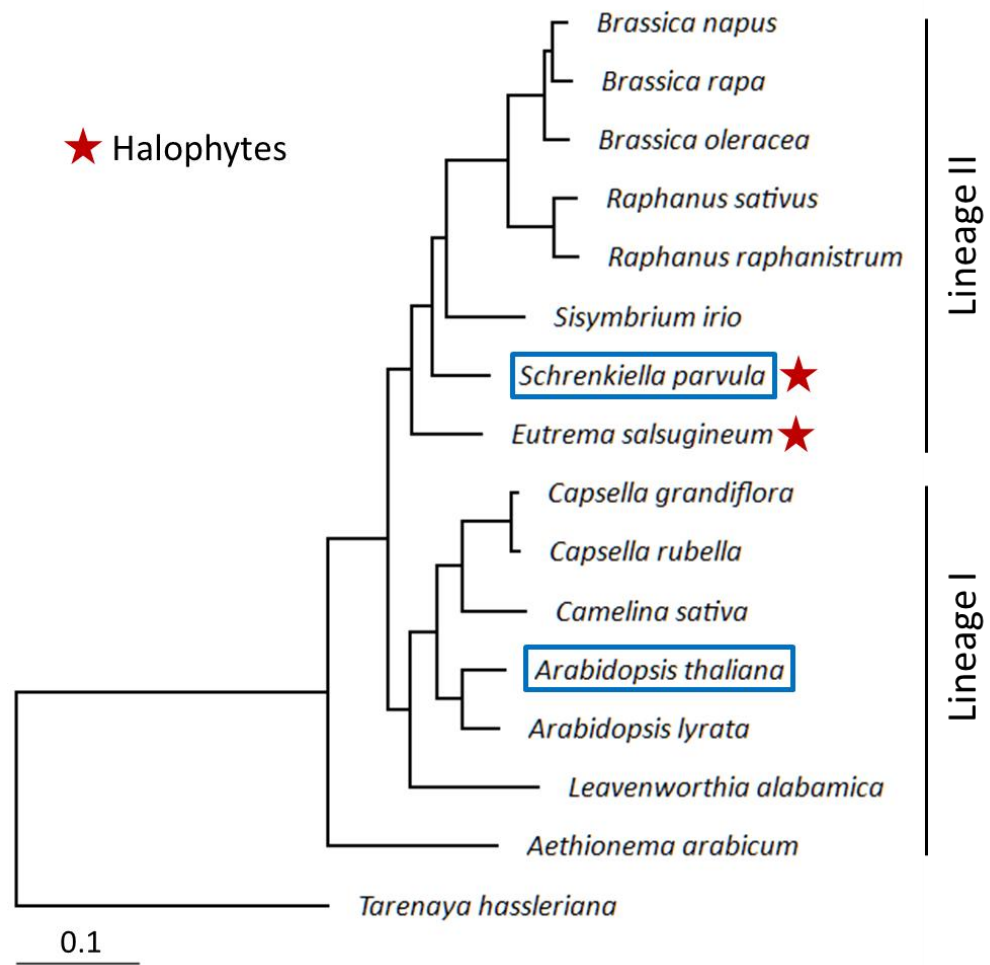 Brassica napus
Brassica rapa
Halophytes
Brassica oleracea
Raphanus sativus
Raphanus raphanistrum
Sisymbrium irio
Schrenkiella parvula
Eutrema salsugineum
Lineage II
Capsella grandiflora
Capsella rubella
Camelina sativa
Arabidopsis thaliana
Arabidopsis lyrata
Leavenworthia alabamica
Aethionema arabicum
Lineage I
Tarenaya hassleriana
0.1